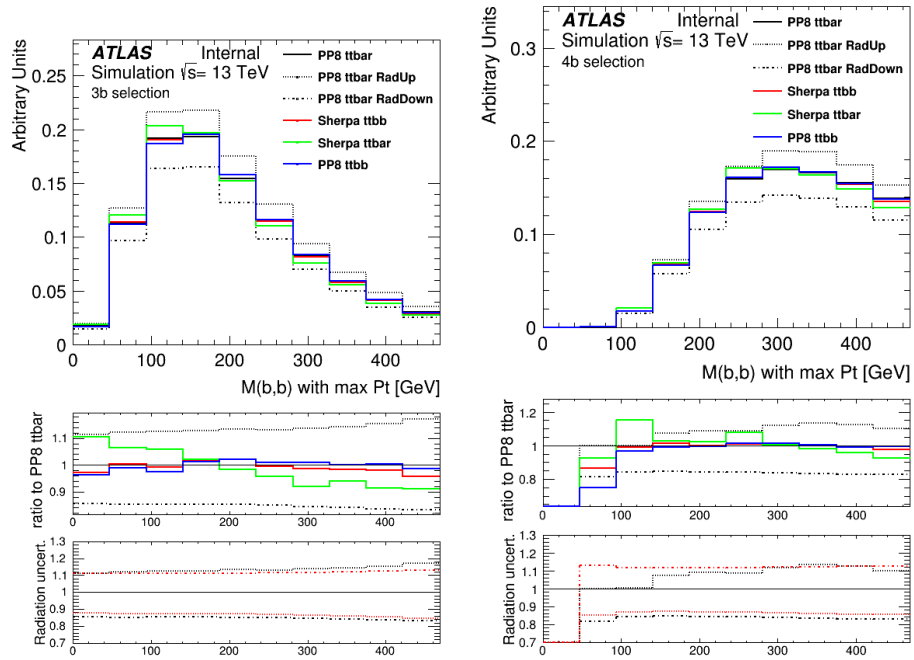 ATLAS Internal
Simulation √s= 13 TeV
3b selection
PP8 ttbar
PP8 ttbar RadUp
PP8 ttbar RadDown
Sherpa ttbb
Sherpa ttbar
PP8 ttbb
Arbitrary Units
0.25
0.2
0.15
0.1
0.05
0
0 100 200 300 400
M(b,b) with max Pt [GeV]
ratio to PP8 ttbar
1.1
1
0.9
0 100 200 300 400
Radiation uncert.
1.3
1.2
1.1
1
0.9
0.8
0.7
0 100 200 300 400
ATLAS Internal
Simulation √s= 13 TeV
4b selection
PP8 ttbar
PP8 ttbar RadUp
PP8 ttbar RadDown
Sherpa ttbb
Sherpa ttbar
PP8 ttbb
Arbitrary Units
0.3
0.2
0.1
0
0 100 200 300 400
M(b,b) with max Pt [GeV]
ratio to PP8 ttbar
1.2
1
0.8
0 100 200 300 400
Radiation uncert.
1.3
1.2
1.1
1
0.9
0.8
0.7
0 100 200 300 400